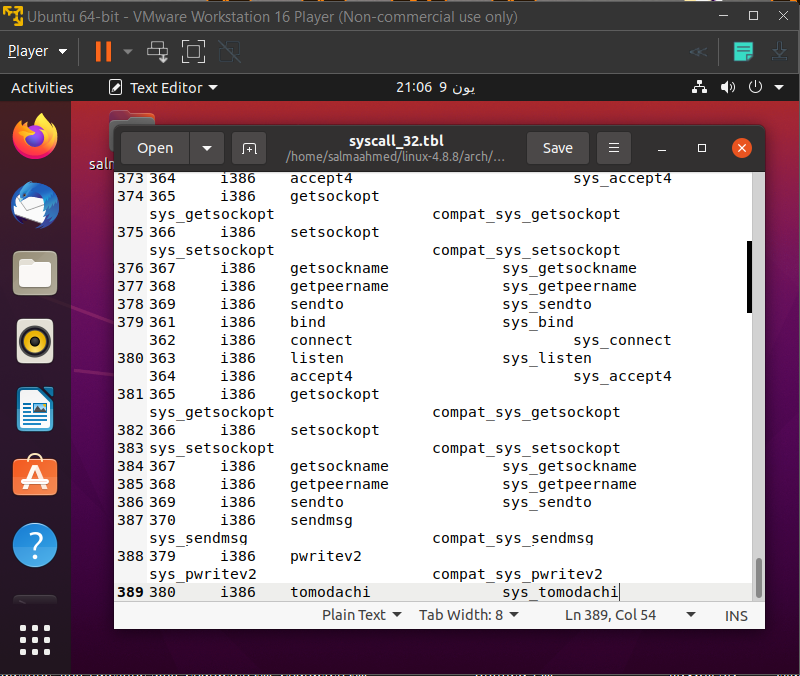 Ubuntu 64-bit - VMware Workstation 16 Player (Non-commercial use only)
Player
Activities Text Editor 21:06 9 يون
Open syscall_32.tbl Save
/home/salmaahmed/linux-4.8.8/arch/...
373 364 i386 accept4 sys_accept4
374 365 i386 getsockopt
sys_getsockopt compat_sys_getsockopt
375 366 i386 setsockopt
sys_setsockopt compat_sys_setsockopt
376 367 i386 getsockname sys_getsockname
377 368 i386 getpeername sys_getpeername
378 369 i386 sendto sys_sendto
379 361 i386 bind sys_bind
362 i386 connect sys_connect
380 363 i386 listen sys_listen
364 i386 accept4 sys_accept4
381 365 i386 getsockopt
sys_getsockopt compat_sys_getsockopt
382 366 i386 setsockopt
383 sys_setsockopt compat_sys_setsockopt
384 367 i386 getsockname sys_getsockname
385 368 i386 getpeername sys_getpeername
386 369 i386 sendto sys_sendto
387 370 i386 sendmsg
sys_sendmsg compat_sys_sendmsg
388 379 i386 pwritev2
sys_pwritev2 compat_sys_pwritev2
389 380 i386 tomodachi sys_tomodachi
Plain Text Tab Width: 8 Ln 389, Col 54 INS